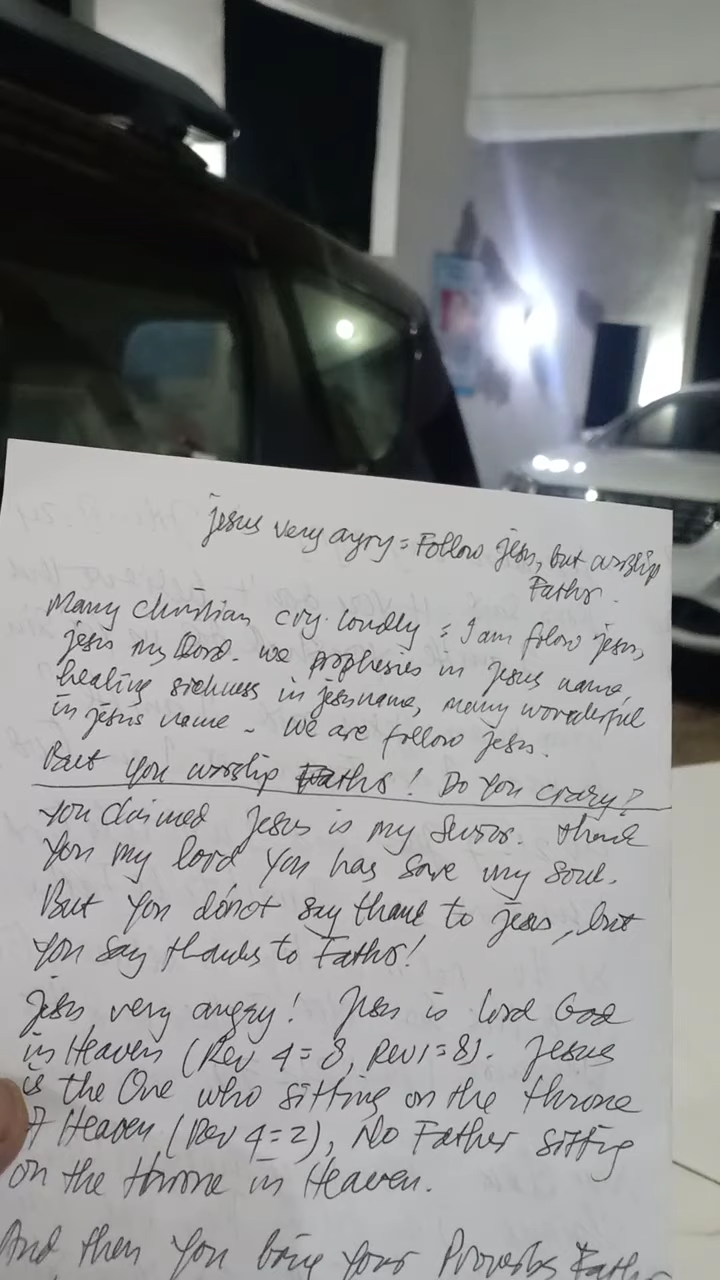 Jesus very angry = Follow Jesus, but worship
Father.
Many christian cry loudly = I am folow jesus,
jesus my Lord. we prophesies in Jesus name,
healing sickness in jesus name, many wonderful
in jesus name - we are follow Jesus.
But you worship Father! Do You crazy?
You claimed Jesus is my
You my lord You has save my soul.
But You donot say thank to Jesus, but
You say thanks to Father!
Jesus very angry! Jesus is lord God
in Heaven (Rev 4=8, Rev 1=8). Jesus
is the One who sitting on the throne
of Heaven (Rev 4=2), No Father sitting
on the throne in Heaven.
And then You bring Your Proverbs Father